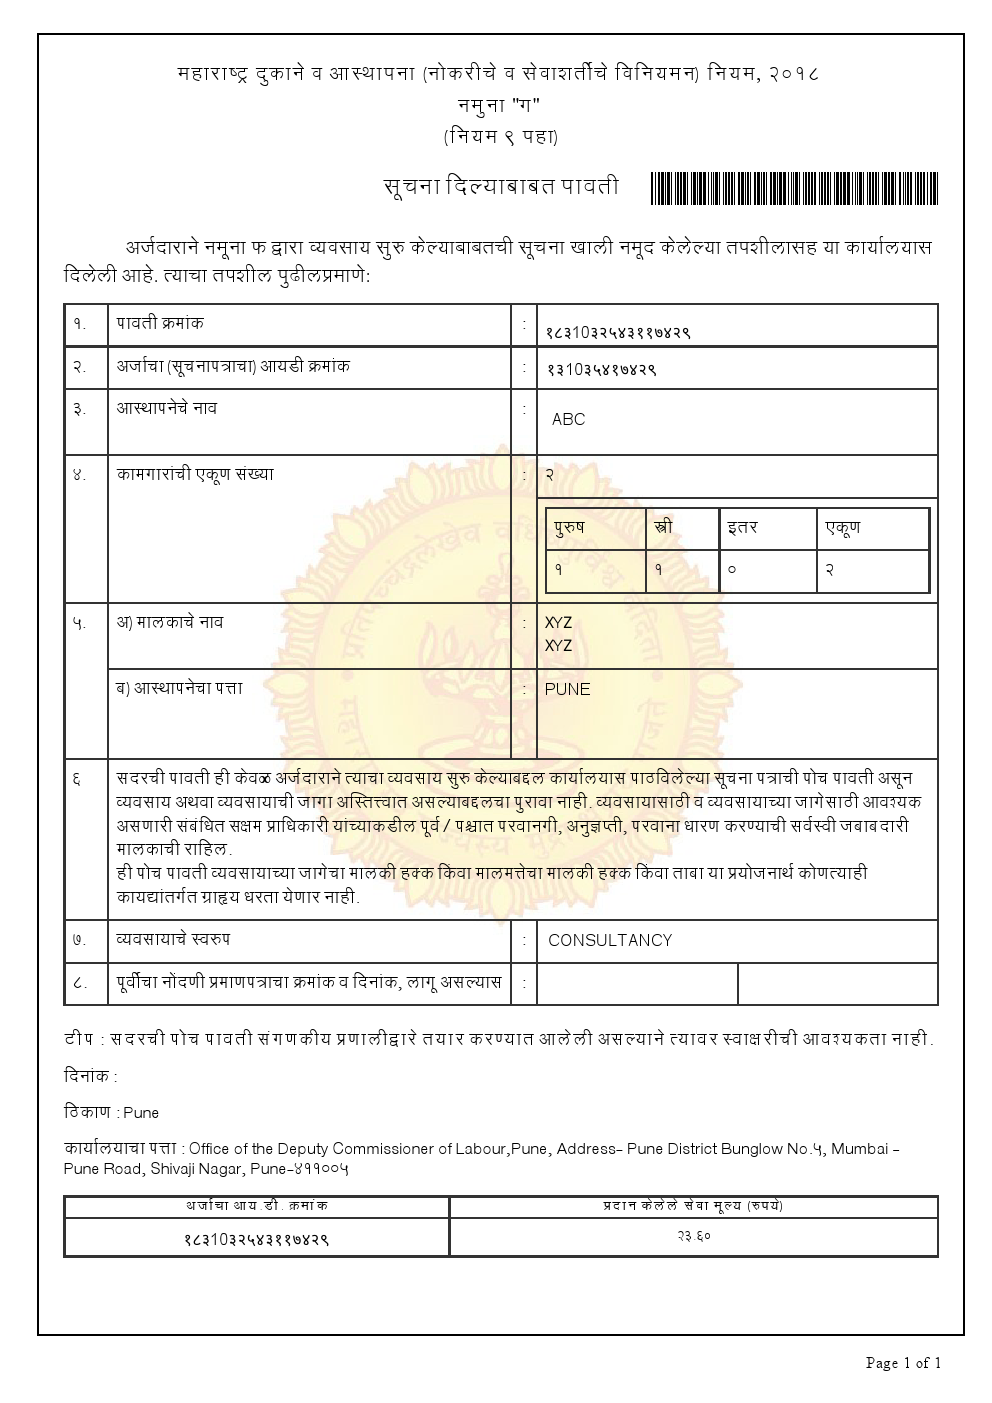 महाराष्ट्र दुकाने व आस्थापना (नोकरीचे व सेवाशर्तीचे विनियमन) नियम, २०१८
नमुना "ग"
(नियम ९ पहा)
सूचना दिल्याबाबत पावती
अर्जदाराने नमूना फ द्वारा व्यवसाय सुरु केल्याबाबतची सूचना खाली नमूद केलेल्या तपशीलासह या कार्यालयास
दिलेली आहे. त्याचा तपशील पुढीलप्रमाणे:
१. पावती क्रमांक : १८३10३२५४३११७४२९
२. अर्जाचा (सूचनापत्राचा) आयडी क्रमांक : १३10३५४१७४२९
३. आस्थापनेचे नाव : ABC
४. कामगारांची एकूण संख्या : २
पुरुष स्त्री इतर एकूण
१ १ ० २
५. अ) मालकाचे नाव : XYZ
XYZ
ब) आस्थापनेचा पत्ता : PUNE
६ सदरची पावती ही केवळ अर्जदाराने त्याचा व्यवसाय सुरु केल्याबद्दल कार्यालयास पाठविलेल्या सूचना पत्राची पोच पावती असून
व्यवसाय अथवा व्यवसायाची जागा अस्तित्त्वात असल्याबद्दलचा पुरावा नाही. व्यवसायासाठी व व्यवसायाच्या जागेसाठी आवश्यक
असणारी संबंधित सक्षम प्राधिकारी यांच्याकडील पूर्व / पश्चात परवानगी, अनुज्ञप्ती, परवाना धारण करण्याची सर्वस्वी जबाबदारी
मालकाची राहिल.
ही पोच पावती व्यवसायाच्या जागेचा मालकी हक्क किंवा मालमत्तेचा मालकी हक्क किंवा ताबा या प्रयोजनार्थ कोणत्याही
कायद्यांतर्गत ग्राहृय धरता येणार नाही.
७. व्यवसायाचे स्वरुप : CONSULTANCY
८. पूर्वीचा नोंदणी प्रमाणपत्राचा क्रमांक व दिनांक, लागू असल्यास :
टीप : सदरची पोच पावती संगणकीय प्रणालीद्वारे तयार करण्यात आलेली असल्याने त्यावर स्वाक्षरीची आवश्यकता नाही.
दिनांक :
ठिकाण : Pune
कार्यालयाचा पत्ता : Office of the Deputy Commissioner of Labour,Pune, Address- Pune District Bunglow No.५, Mumbai -
Pune Road, Shivaji Nagar, Pune-४११००५
अर्जाचा आय.डी. क्रमांक प्रदान केलेले सेवा मूल्य (रुपये)
१८३10३२५४३११७४२९ २३.६०
Page 1 of 1